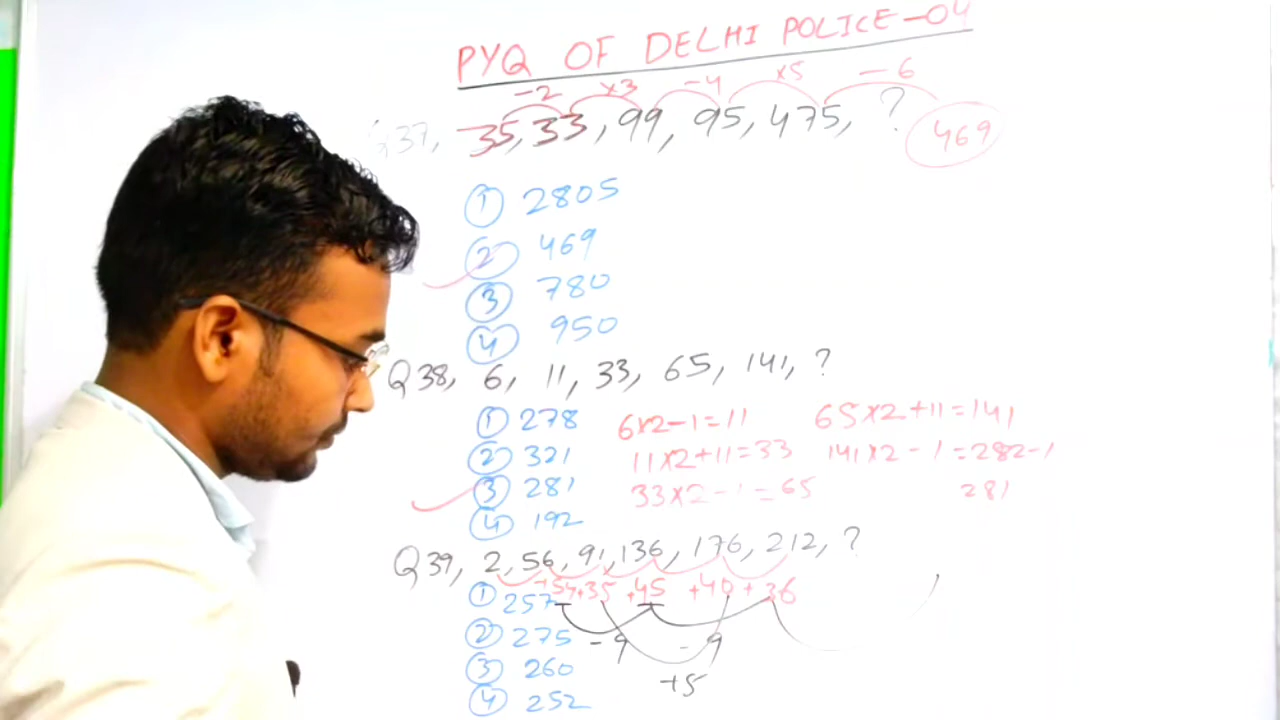 PYQ OF DELHI POLICE-04
-2 ×3 -4 ×5 -6
Q37, 35, 33, 99, 95, 475, ? 469
1 2805
2 469
3 780
4 950
Q38, 6, 11, 33, 65, 141, ?
1 278 6×2-1=11 65×2+11=141
2 321 11×2+11=33 141×2-1=282-1
3 281 33×2-1=65 281
4 192
Q39, 2, 56, 91, 136, 176, 212, ?
+54 +35 +45 +40 +36
1 257
2 275 -9 -9
3 260 +5
4 252